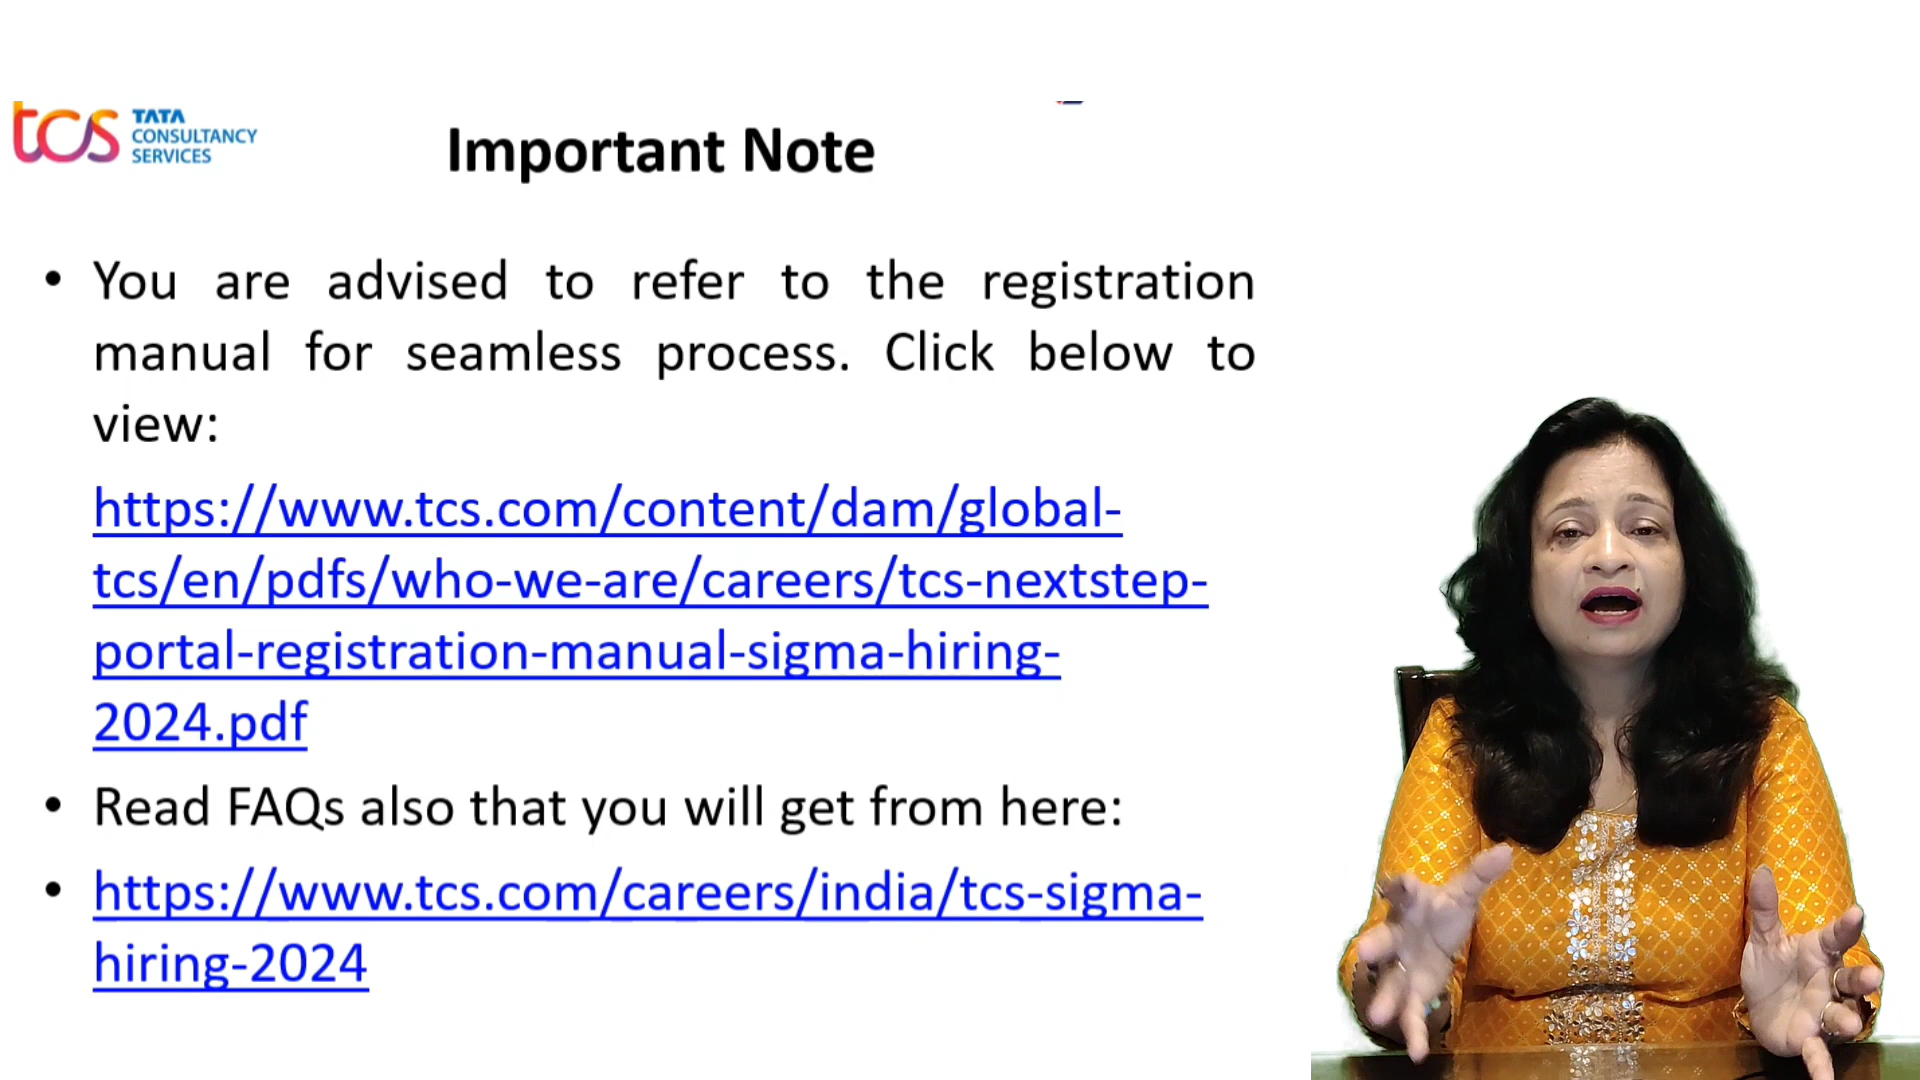 tcs TATA
CONSULTANCY
SERVICES
Important Note
• You are advised to refer to the registration
manual for seamless process. Click below to
view:
https://www.tcs.com/content/dam/global-
tcs/en/pdfs/who-we-are/careers/tcs-nextstep-
portal-registration-manual-sigma-hiring-
2024.pdf
• Read FAQs also that you will get from here:
• https://www.tcs.com/careers/india/tcs-sigma-
hiring-2024